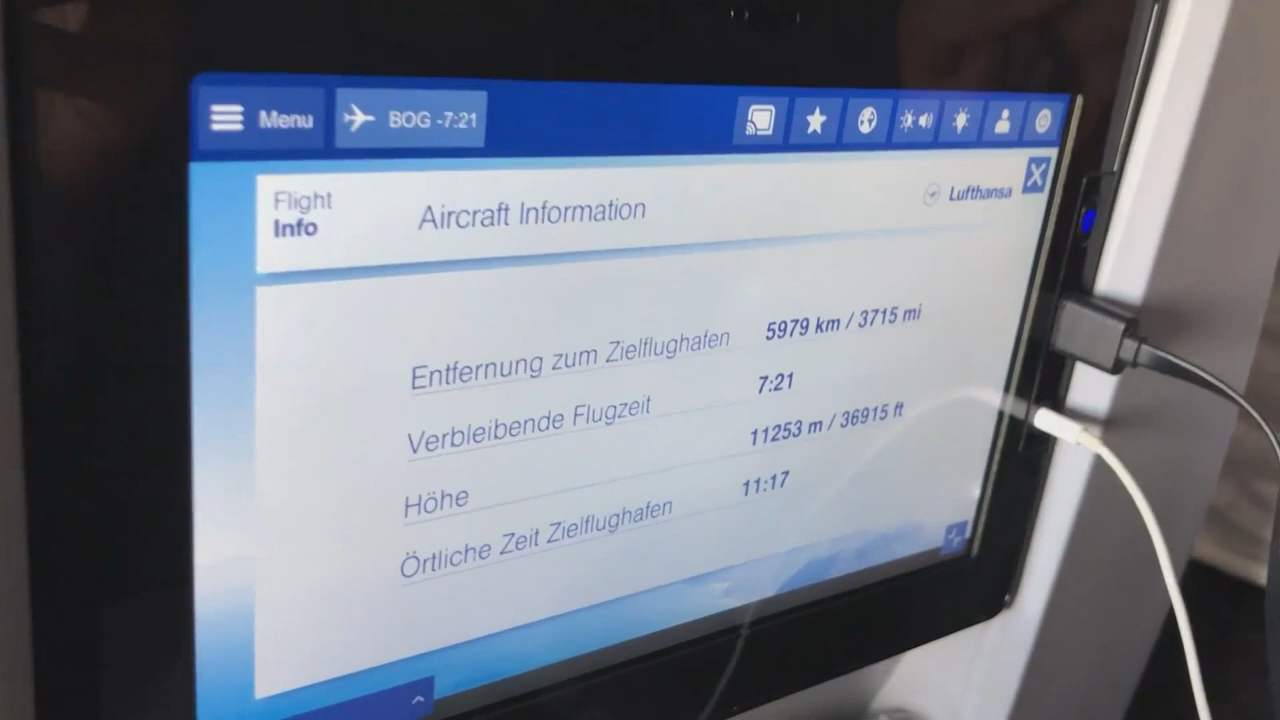 Menu
BOG -7:21
Flight
Info
Aircraft Information
Lufthansa
Entfernung zum Zielflughafen 5979 km / 3715 mi
Verbleibende Flugzeit 7:21
Höhe 11253 m / 36915 ft
Örtliche Zeit Zielflughafen 11:17